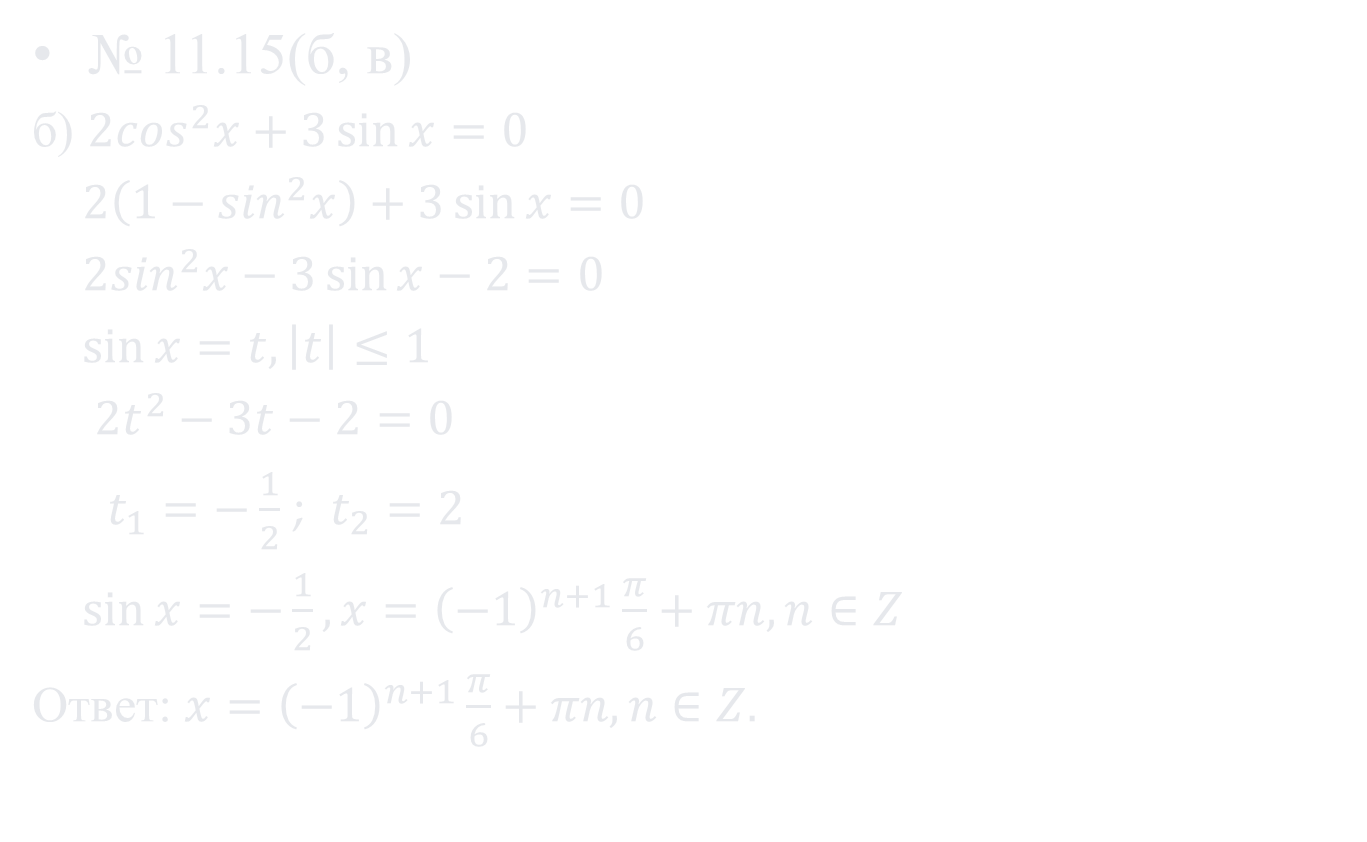 • № 11.15(б, в)
б) 2cos²x + 3 sin x = 0
2(1 − sin²x) + 3 sin x = 0
2sin²x − 3 sin x − 2 = 0
sin x = t, |t| ≤ 1
2t² − 3t − 2 = 0
t₁ = −1/2 ; t₂ = 2
sin x = −1/2, x = (−1)ⁿ⁺¹ π/6 + πn, n ∈ Z
Ответ: x = (−1)ⁿ⁺¹ π/6 + πn, n ∈ Z.